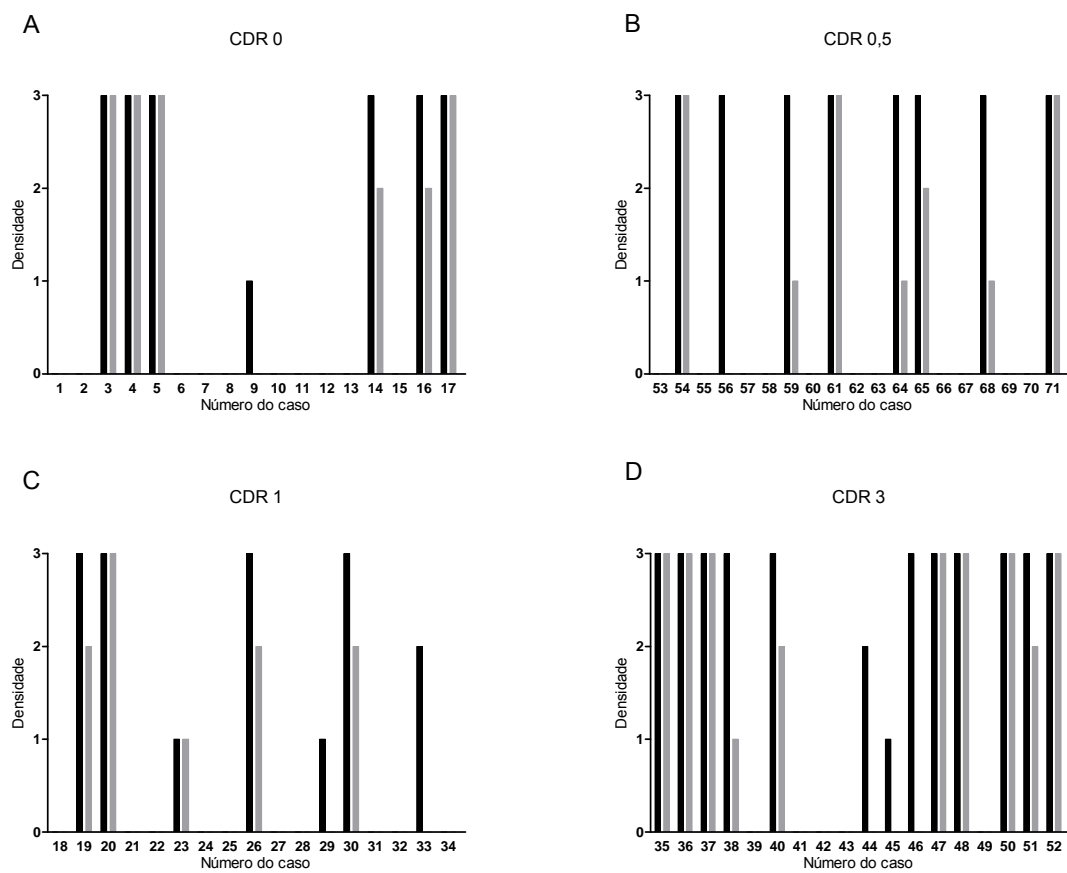 A
CDR 0
Densidade
3
2
1
0
1 2 3 4 5 6 7 8 9 10 11 12 13 14 15 16 17
Número do caso
B
CDR 0,5
Densidade
3
2
1
0
53 54 55 56 57 58 59 60 61 62 63 64 65 66 67 68 69 70 71
Número do caso
C
CDR 1
Densidade
3
2
1
0
18 19 20 21 22 23 24 25 26 27 28 29 30 31 32 33 34
Número do caso
D
CDR 3
Densidade
3
2
1
0
35 36 37 38 39 40 41 42 43 44 45 46 47 48 49 50 51 52
Número do caso